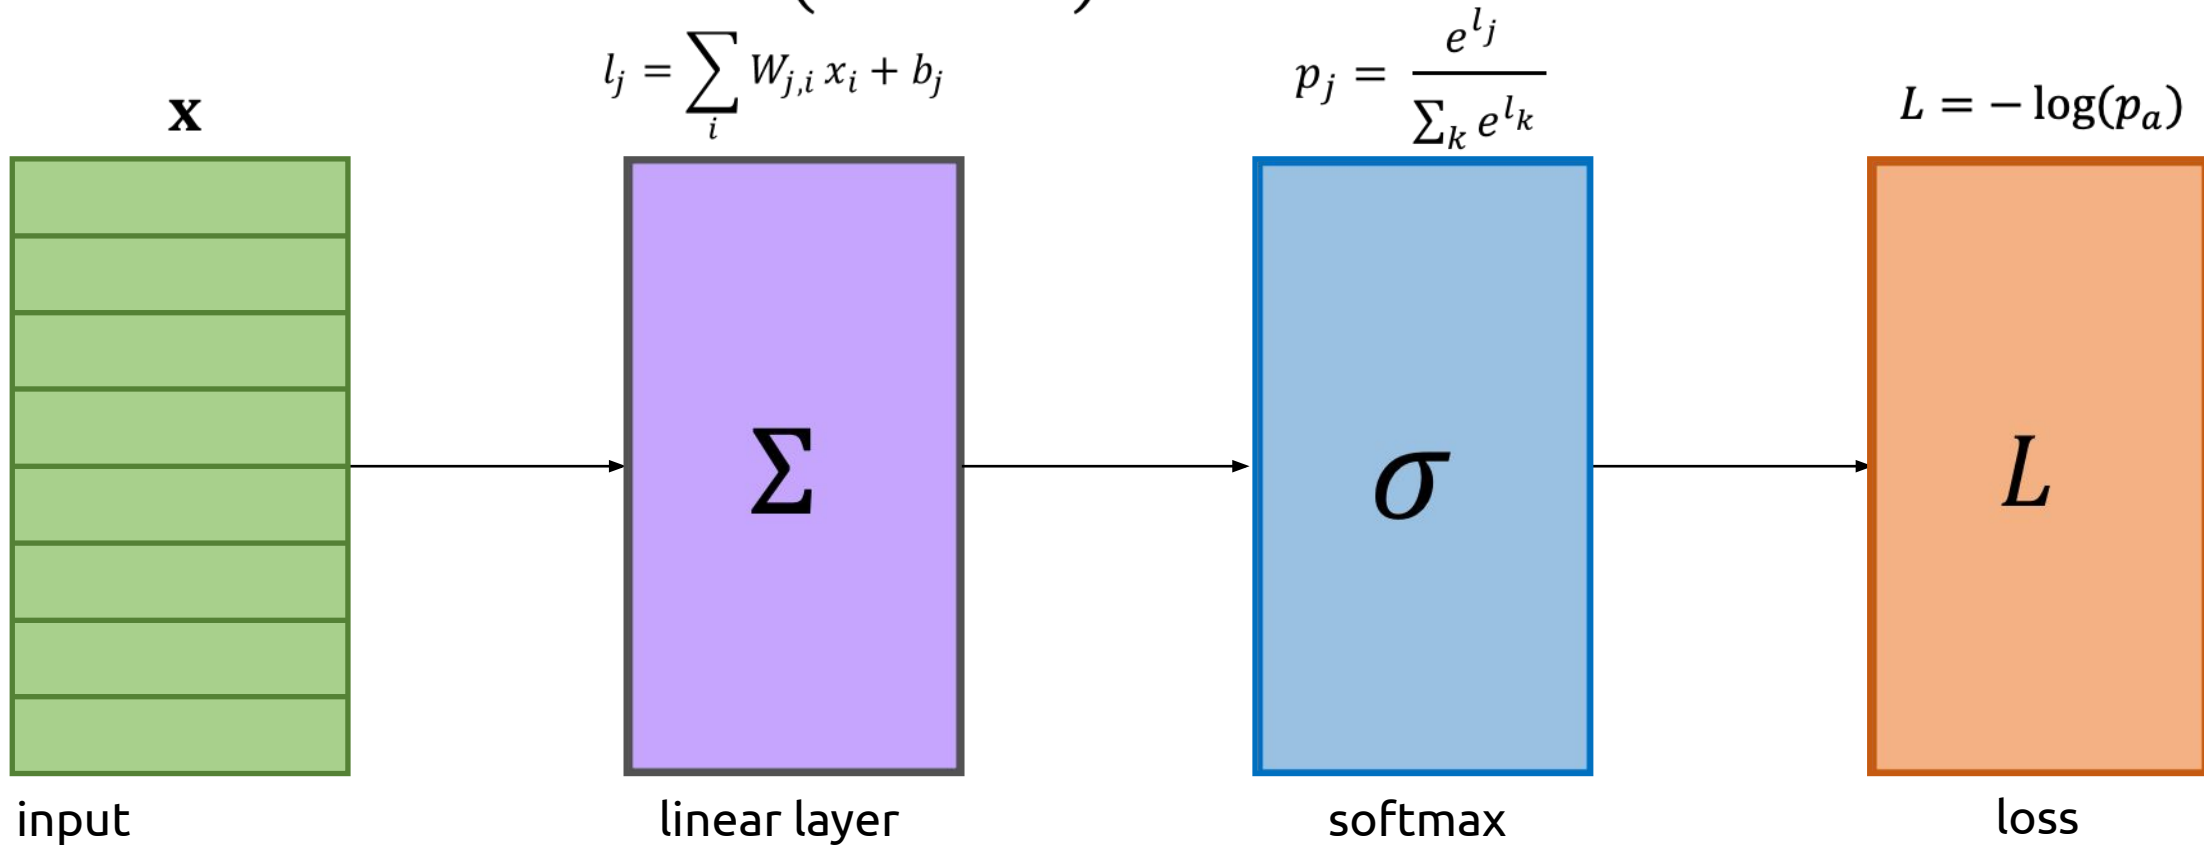 ( )
x
l_j = ∑_i W_{j,i} x_i + b_j
p_j = e^{l_j} / ∑_k e^{l_k}
L = − log(p_a)
Σ
σ
L
input
linear layer
softmax
loss